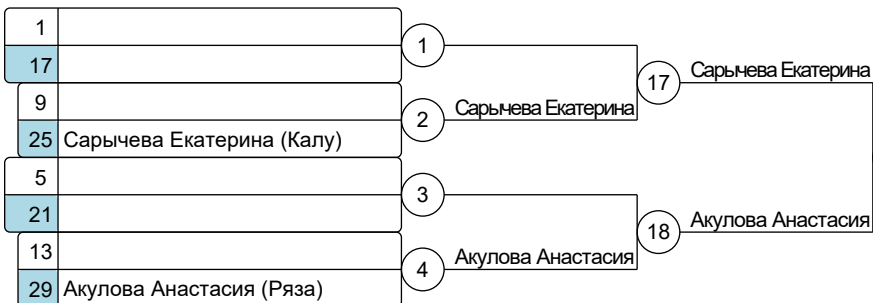 1
17
1
9
25 Сарычева Екатерина (Калу)
2
Сарычева Екатерина
17
Сарычева Екатерина
5
21
3
13
29 Акулова Анастасия (Ряза)
4
Акулова Анастасия
18
Акулова Анастасия